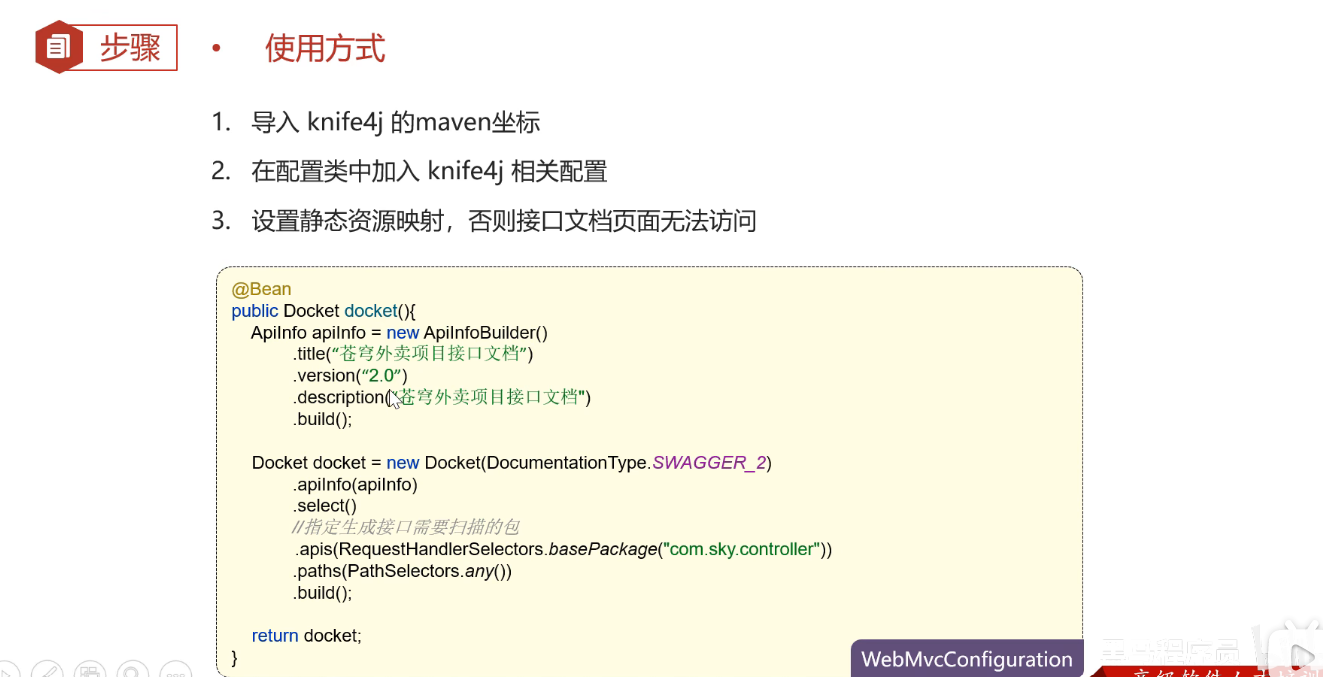 步骤
• 使用方式
1. 导入 knife4j 的maven坐标
2. 在配置类中加入 knife4j 相关配置
3. 设置静态资源映射，否则接口文档页面无法访问
@Bean
public Docket docket(){
ApiInfo apiInfo = new ApiInfoBuilder()
.title(“苍穹外卖项目接口文档”)
.version(“2.0”)
.description("苍穹外卖项目接口文档")
.build();
Docket docket = new Docket(DocumentationType.SWAGGER_2)
.apiInfo(apiInfo)
.select()
//指定生成接口需要扫描的包
.apis(RequestHandlerSelectors.basePackage("com.sky.controller"))
.paths(PathSelectors.any())
.build();
return docket;
}
WebMvcConfiguration